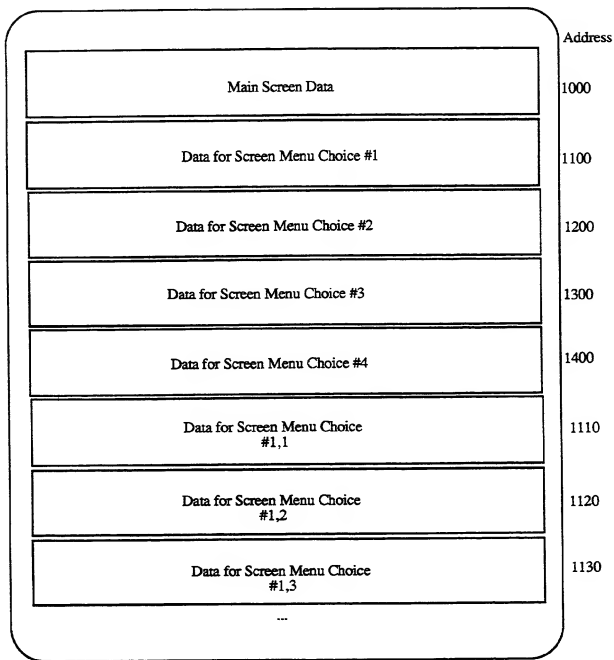 Address
Main Screen Data
1000
Data for Screen Menu Choice #1
1100
Data for Screen Menu Choice #2
1200
Data for Screen Menu Choice #3
1300
Data for Screen Menu Choice #4
1400
Data for Screen Menu Choice
#1,1
1110
Data for Screen Menu Choice
#1,2
1120
Data for Screen Menu Choice
#1,3
1130
...